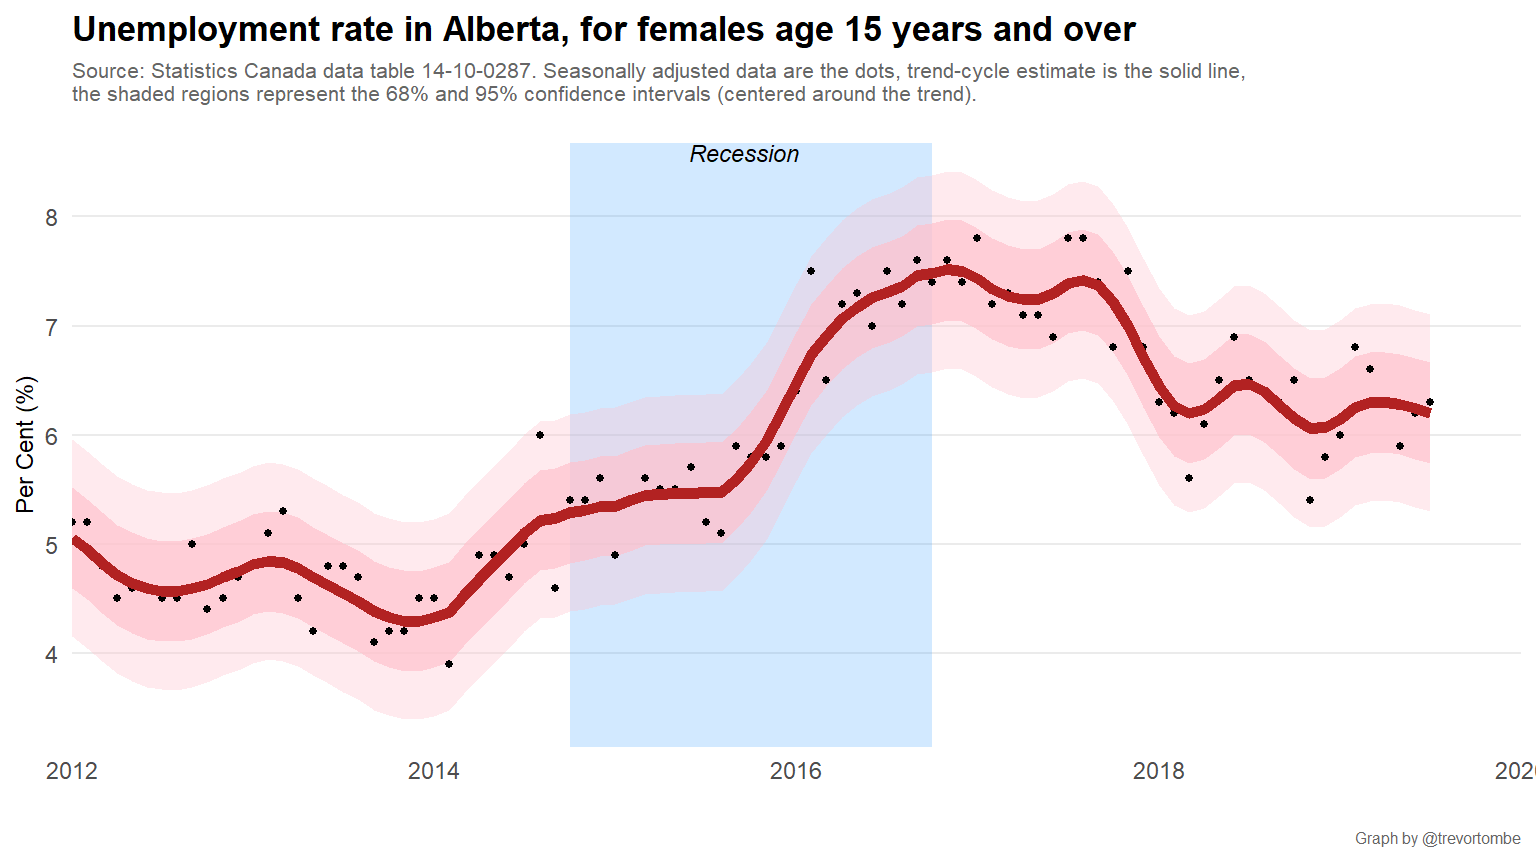 Unemployment rate in Alberta, for females age 15 years and over
Source: Statistics Canada data table 14-10-0287. Seasonally adjusted data are the dots, trend-cycle estimate is the solid line,
the shaded regions represent the 68% and 95% confidence intervals (centered around the trend).
Recession
8
7
6
5
4
Per Cent (%)
2012 2014 2016 2018 202
Graph by @trevortombe